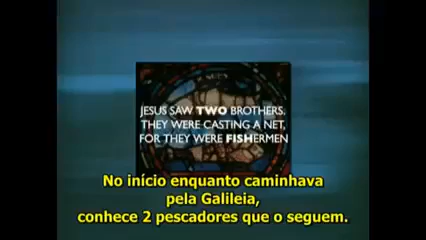 JESUS SAW TWO BROTHERS.
THEY WERE CASTING A NET,
FOR THEY WERE FISHERMEN
No início enquanto caminhava
pela Galileia,
conhece 2 pescadores que o seguem.